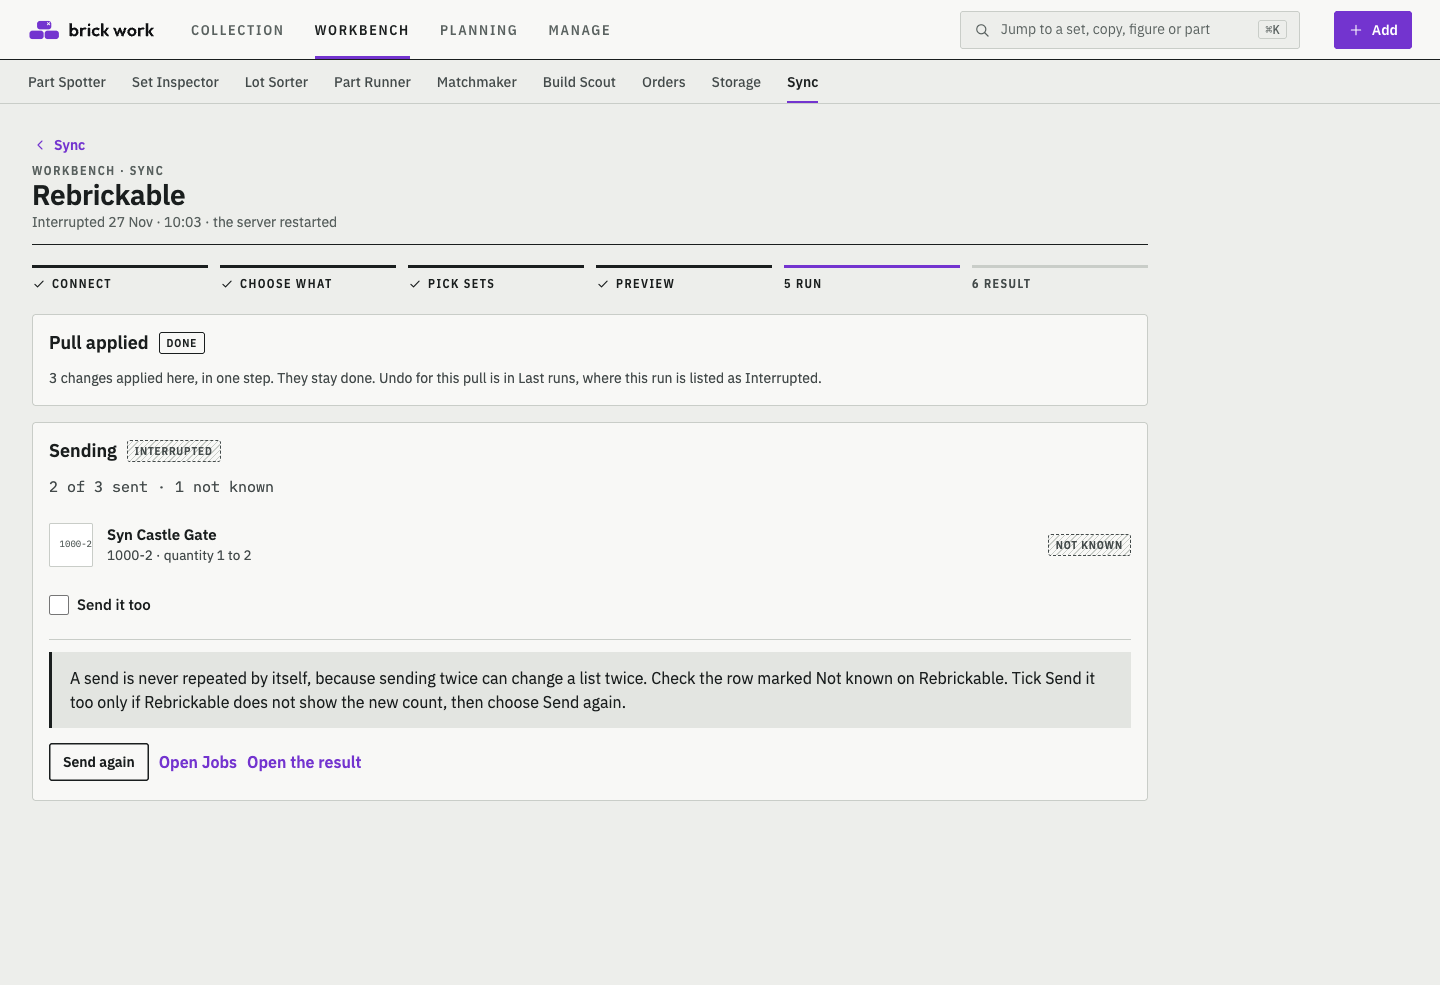 brick work
COLLECTION
WORKBENCH
PLANNING
MANAGE
Jump to a set, copy, figure or part
⌘K
Add
Part Spotter
Set Inspector
Lot Sorter
Part Runner
Matchmaker
Build Scout
Orders
Storage
Sync
Sync
WORKBENCH · SYNC
Rebrickable
Interrupted 27 Nov · 10:03 · the server restarted
CONNECT
CHOOSE WHAT
PICK SETS
PREVIEW
5 RUN
6 RESULT
Pull applied
DONE
3 changes applied here, in one step. They stay done. Undo for this pull is in Last runs, where this run is listed as Interrupted.
Sending
INTERRUPTED
2 of 3 sent · 1 not known
1000-2
Syn Castle Gate
1000-2 · quantity 1 to 2
NOT KNOWN
Send it too
A send is never repeated by itself, because sending twice can change a list twice. Check the row marked Not known on Rebrickable. Tick Send it
too only if Rebrickable does not show the new count, then choose Send again.
Send again
Open Jobs
Open the result